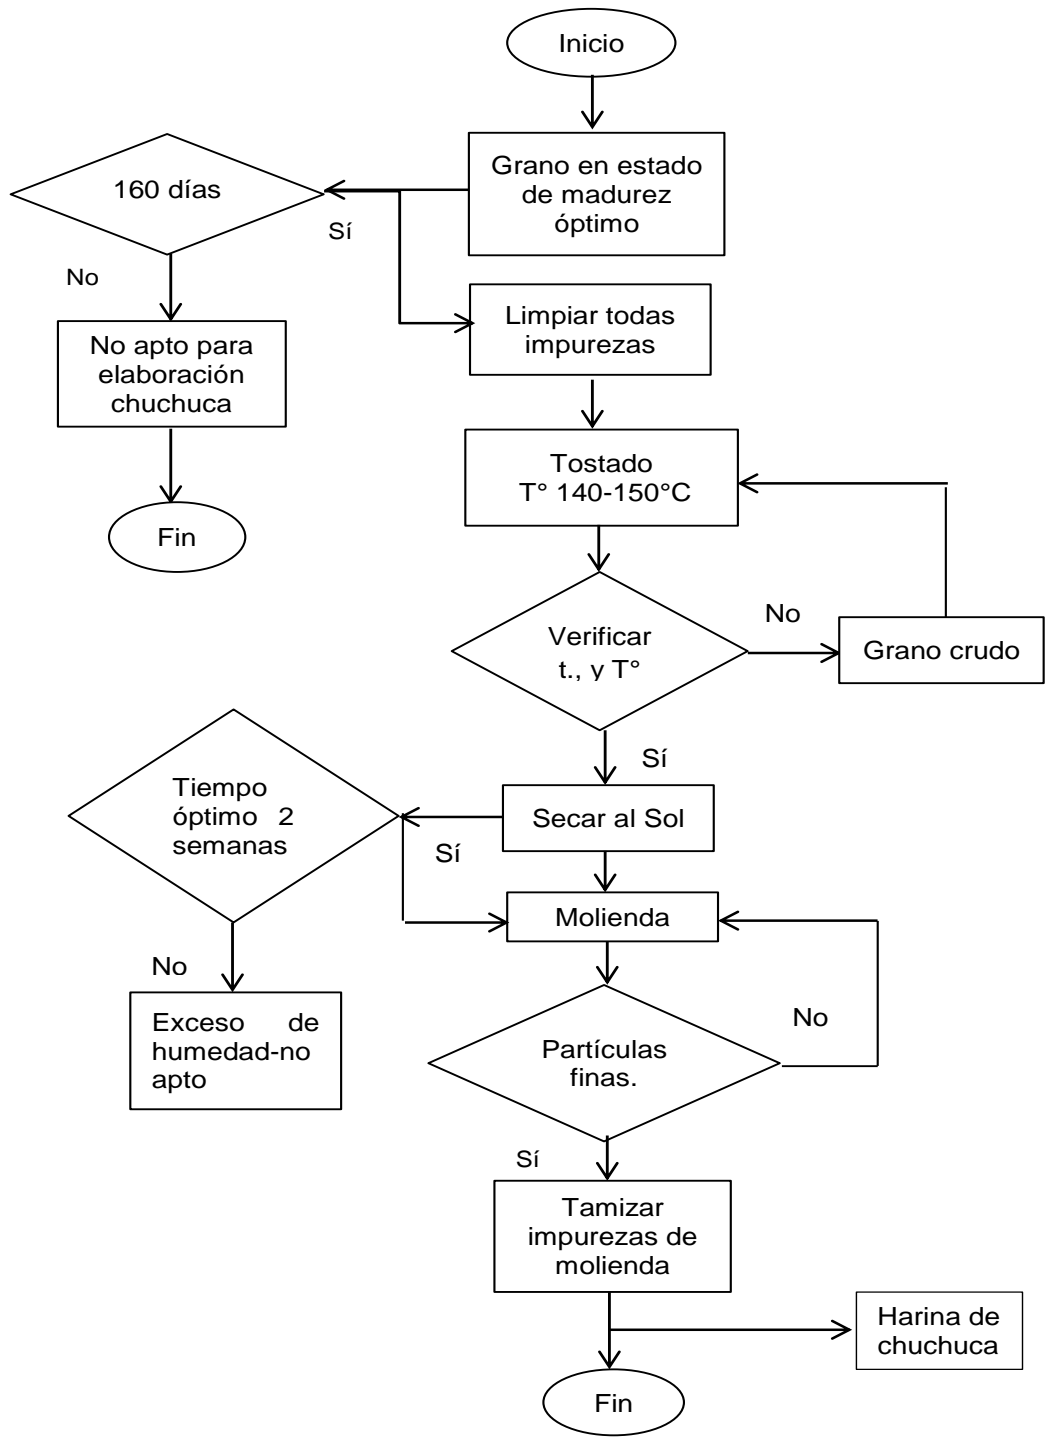 Inicio
Grano en estado
de madurez
óptimo
160 días
Sí
No
Limpiar todas
impurezas
No apto para
elaboración
chuchuca
Tostado
T° 140-150°C
Fin
No
Verificar
t., y T°
Grano crudo
Sí
Tiempo
óptimo 2
semanas
Secar al Sol
Sí
Molienda
No
Exceso de
humedad-no
apto
No
Partículas
finas.
Sí
Tamizar
impurezas de
molienda
Harina de
chuchuca
Fin